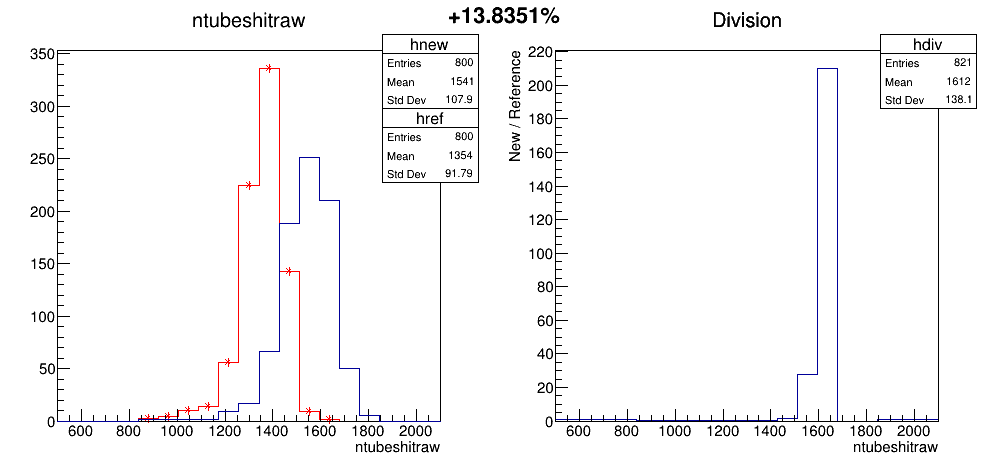 +13.8351%
ntubeshitraw
hnew
Entries 800
Mean 1541
Std Dev 107.9
href
Entries 800
Mean 1354
Std Dev 91.79
350
300
250
200
150
100
50
0
600 800 1000 1200 1400 1600 1800 2000
ntubeshitraw
Division
hdiv
Entries 821
Mean 1612
Std Dev 138.1
New / Reference
220
200
180
160
140
120
100
80
60
40
20
0
600 800 1000 1200 1400 1600 1800 2000
ntubeshitraw